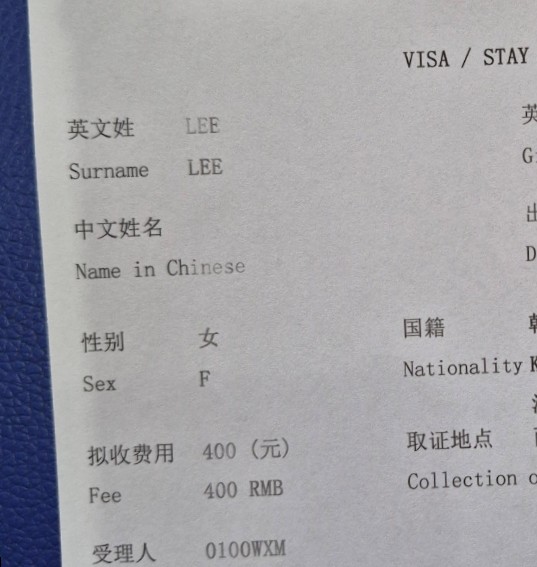 VISA / STAY
英文姓 LEE
Surname LEE
中文姓名
Name in Chinese
性别 女 国籍
Sex F Nationality
拟收费用 400 (元) 取证地点
Fee 400 RMB Collection
受理人 0100WXM